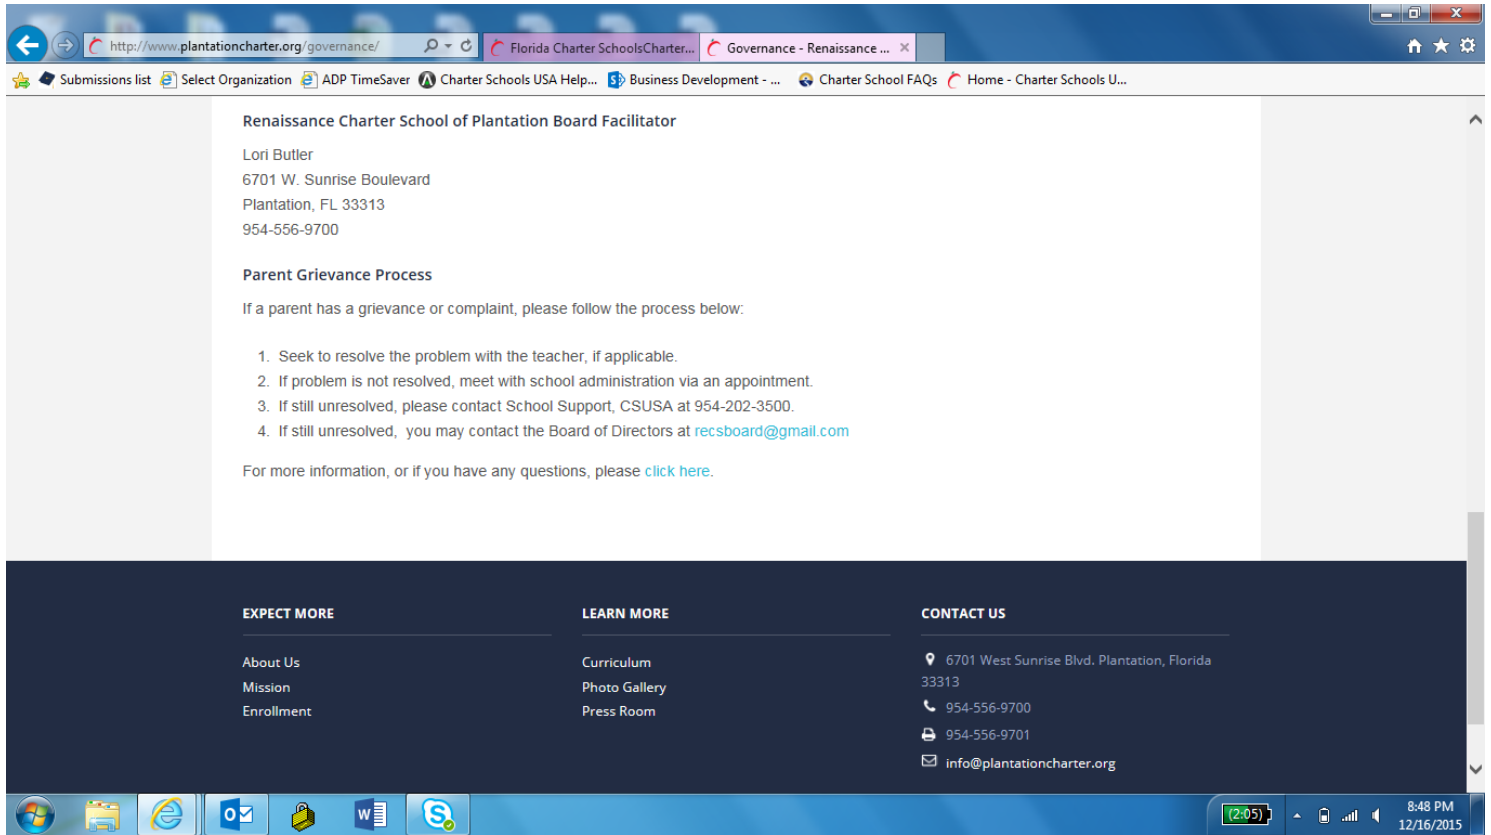 http://www.plantationcharter.org/governance/
Florida Charter SchoolsCharter...
Governance - Renaissance ...
Submissions list
Select Organization
ADP TimeSaver
Charter Schools USA Help...
Business Development - ...
Charter School FAQs
Home - Charter Schools U...
Renaissance Charter School of Plantation Board Facilitator
Lori Butler
6701 W. Sunrise Boulevard
Plantation, FL 33313
954-556-9700
Parent Grievance Process
If a parent has a grievance or complaint, please follow the process below:
1. Seek to resolve the problem with the teacher, if applicable.
2. If problem is not resolved, meet with school administration via an appointment.
3. If still unresolved, please contact School Support, CSUSA at 954-202-3500.
4. If still unresolved, you may contact the Board of Directors at recsboard@gmail.com
For more information, or if you have any questions, please click here.
EXPECT MORE
About Us
Mission
Enrollment
LEARN MORE
Curriculum
Photo Gallery
Press Room
CONTACT US
6701 West Sunrise Blvd. Plantation, Florida
33313
954-556-9700
954-556-9701
info@plantationcharter.org
(2:05)
8:48 PM
12/16/2015